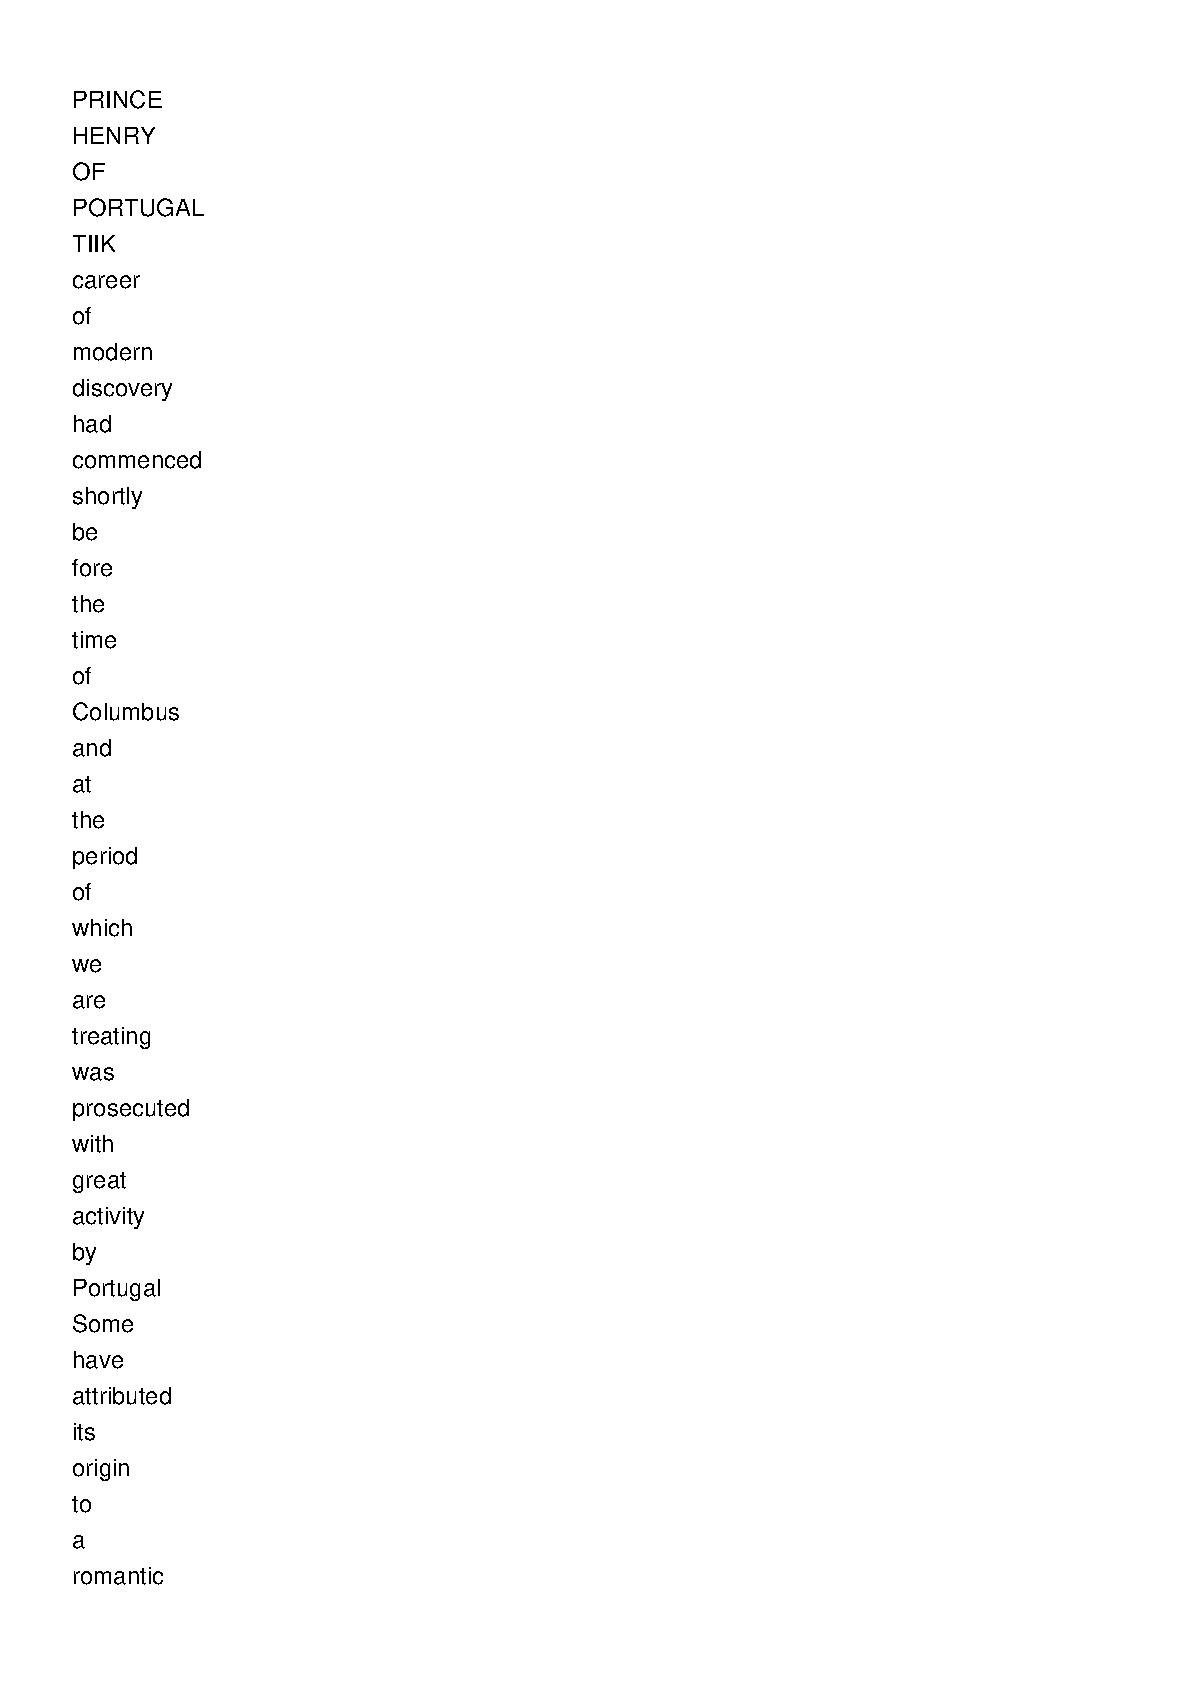 PRINCE
HENRY
OF
PORTUGAL
TIIK
career
of
modern
discovery
had
commenced
shortly
be
fore
the
time
of
Columbus
and
at
the
period
of
which
we
are
treating
was
prosecuted
with
great
activity
by
Portugal
Some
have
attributed
its
origin
to
a
romantic